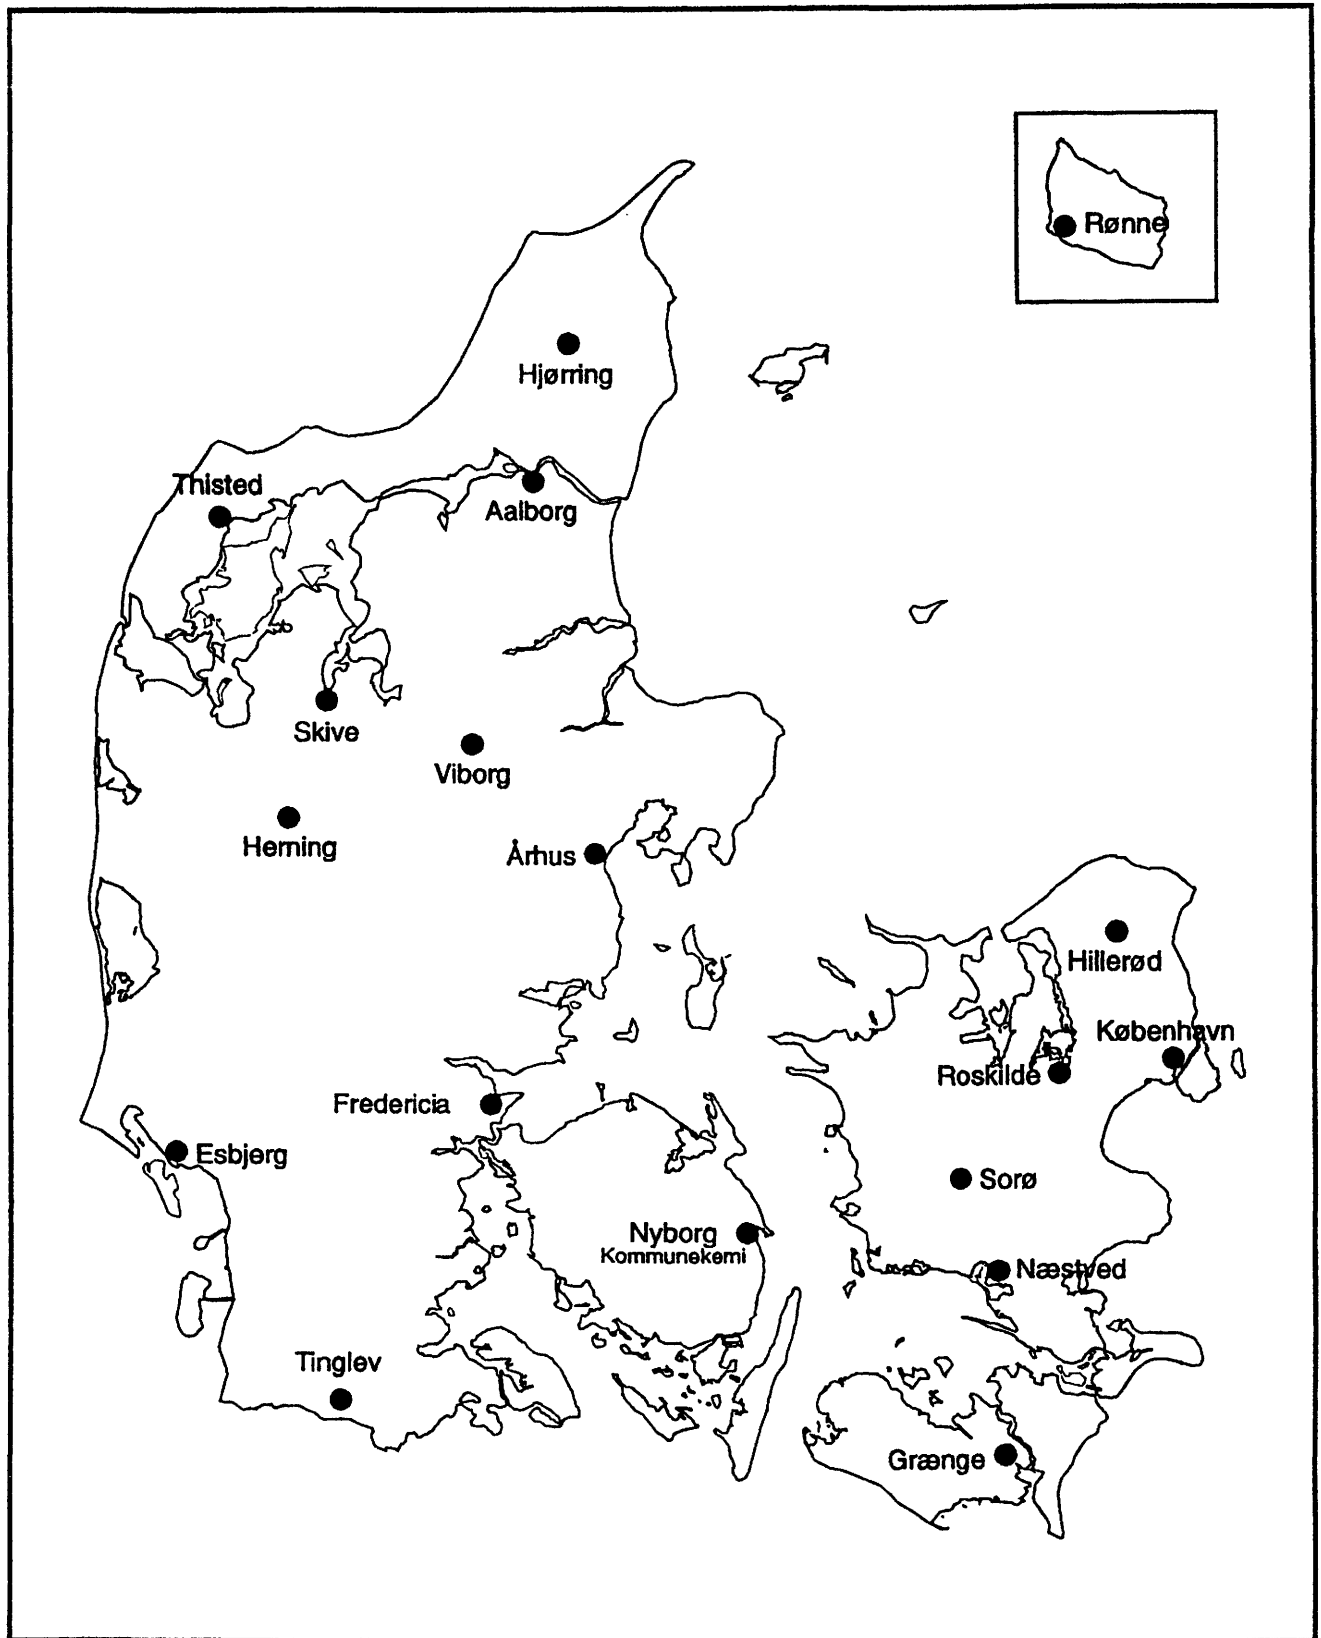 Rønne
Hjørring
Thisted
Aalborg
Skive
Viborg
Herning
Århus
Hillerød
København
Roskilde
Fredericia
Esbjerg
Sorø
Nyborg
Kommunekemi
Næstved
Tinglev
Grænge